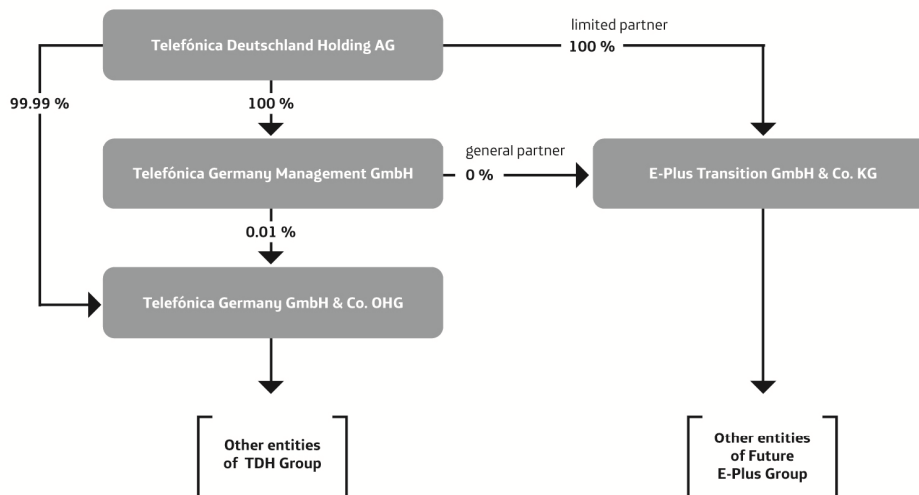 limited partner
Telefónica Deutschland Holding AG
100 %
99.99 %
100 %
general partner
Telefónica Germany Management GmbH
0 %
E-Plus Transition GmbH & Co. KG
0.01 %
Telefónica Germany GmbH & Co. OHG
Other entities
of TDH Group
Other entities
of Future
E-Plus Group